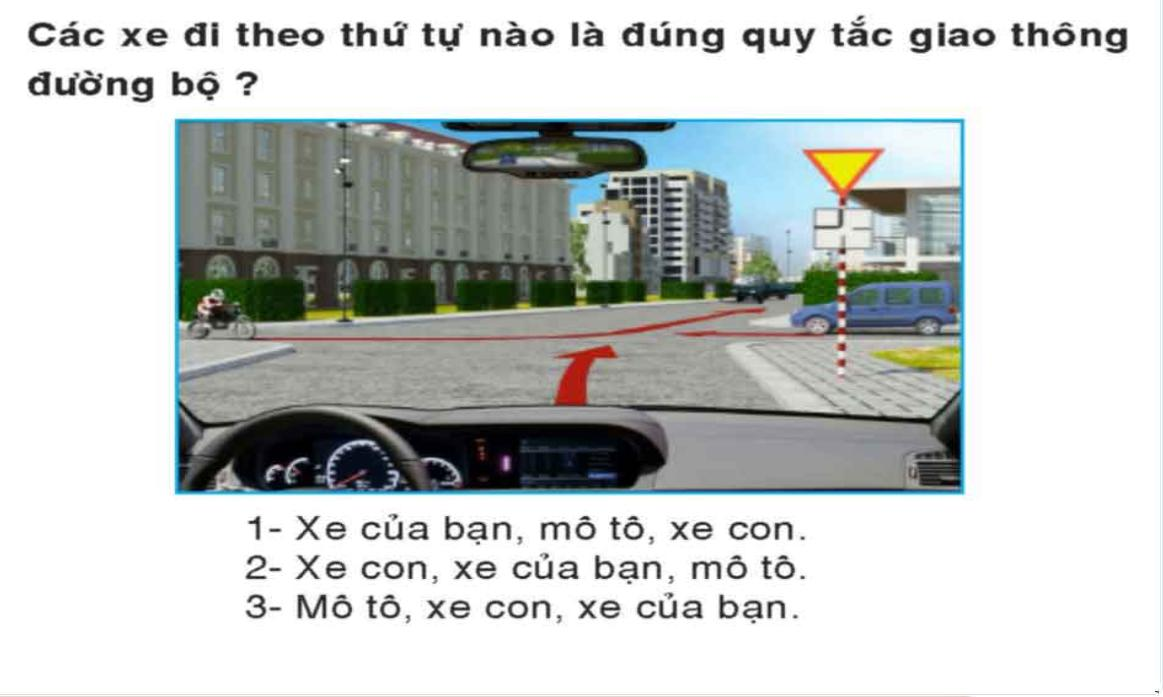 Các xe đi theo thứ tự nào là đúng quy tắc giao thông
đường bộ ?
1- Xe của bạn, mô tô, xe con.
2- Xe con, xe của bạn, mô tô.
3- Mô tô, xe con, xe của bạn.